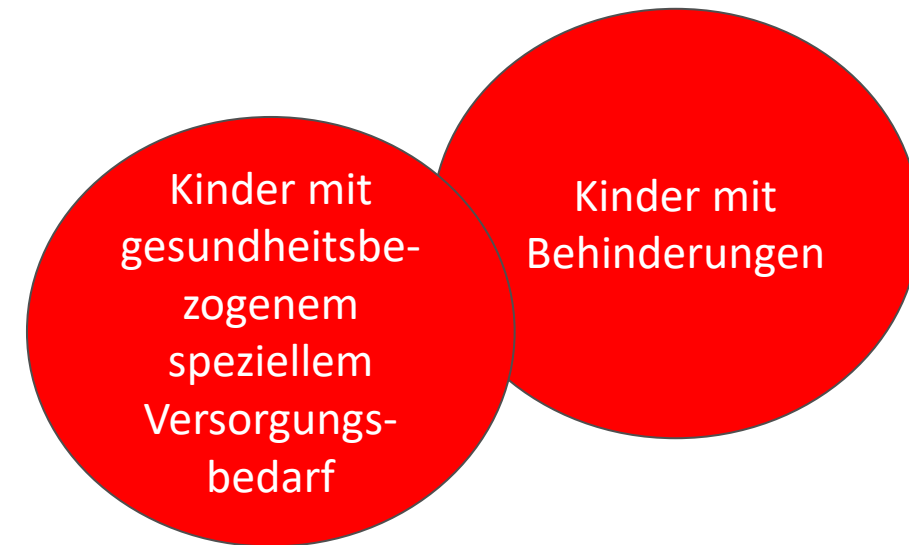 Kinder mit
gesundheitsbe-
zogenem
speziellem
Versorgungs-
bedarf
Kinder mit
Behinderungen